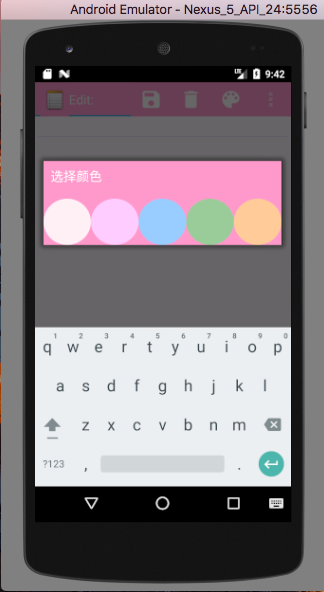 Android Emulator - Nexus_5_API_24:5556
LTE 9:42
Edit:
选择颜色
1 2 3 4 5 6 7 8 9 0
q w e r t y u i o p
a s d f g h j k l
z x c v b n m
?123 , .